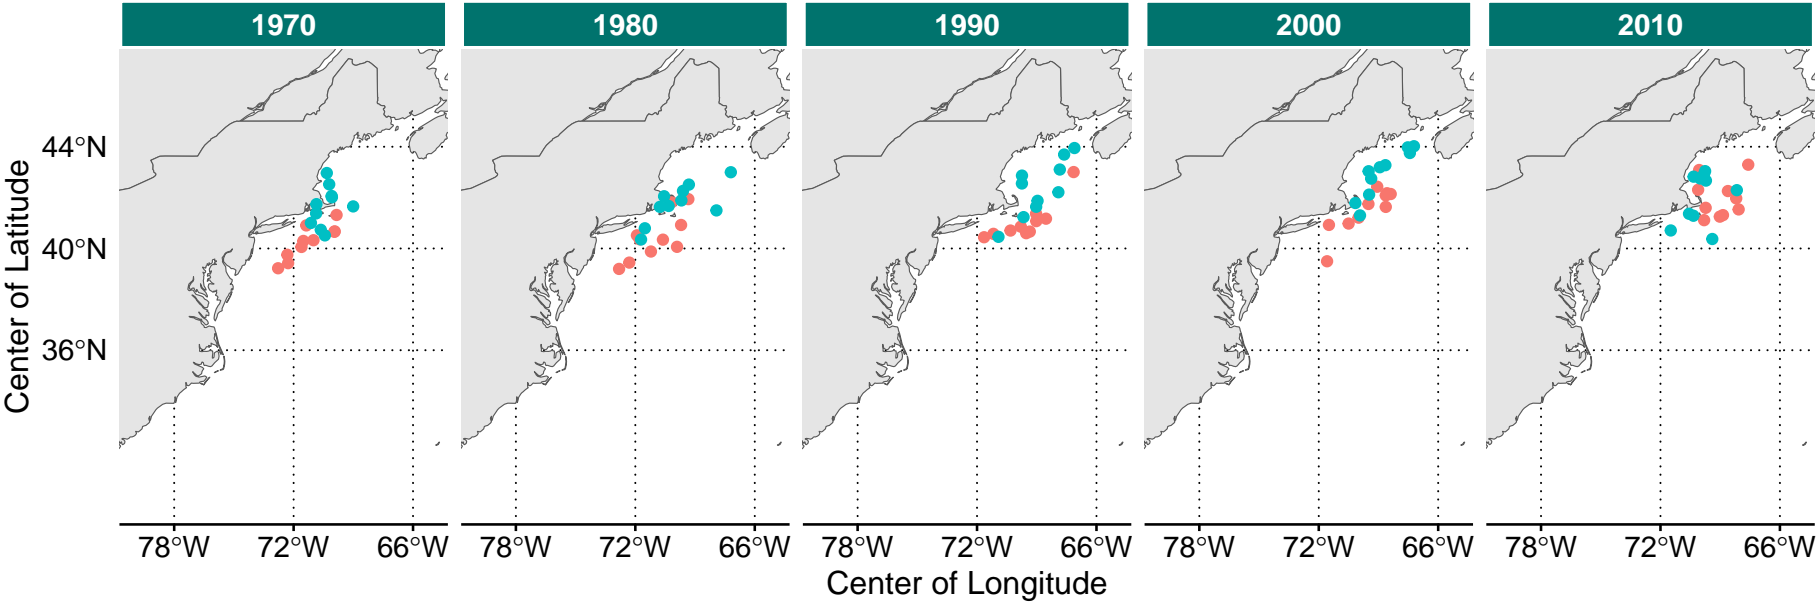 1970 1980 1990 2000 2010
44°N
40°N
36°N
Center of Latitude
78°W 72°W 66°W 78°W 72°W 66°W 78°W 72°W 66°W 78°W 72°W 66°W 78°W 72°W 66°W
Center of Longitude